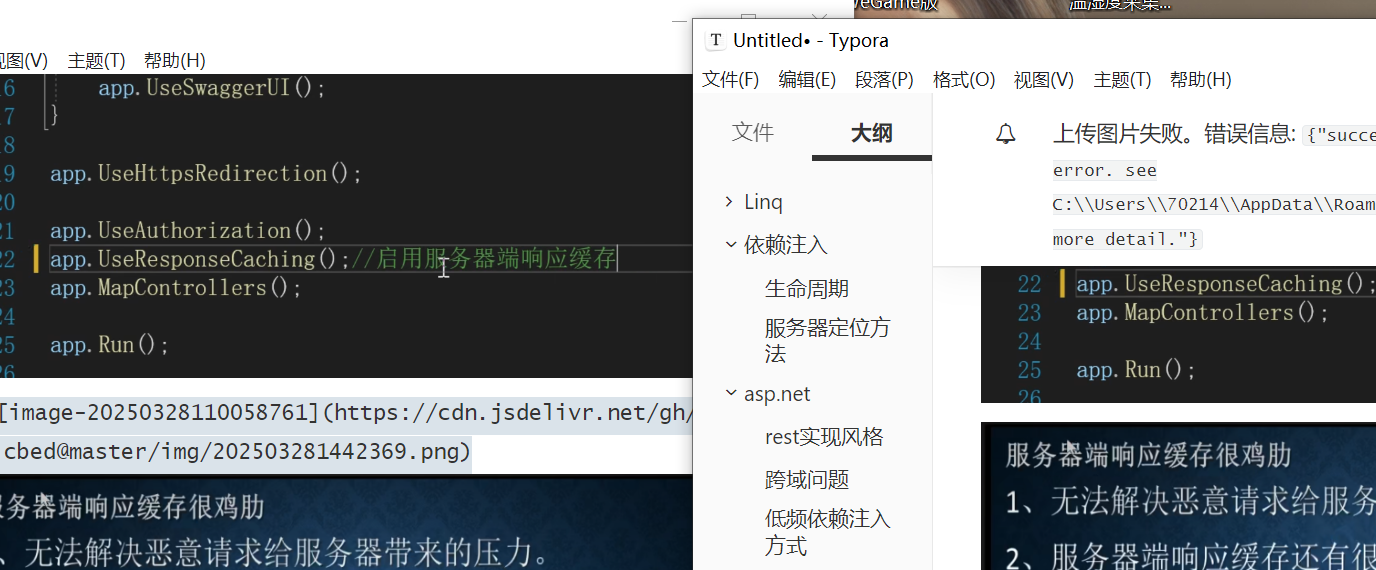 WeGame版
温湿度采集...
视图(V) 主题(T) 帮助(H)
16 app.UseSwaggerUI();
17 }
18
19 app.UseHttpsRedirection();
20
21 app.UseAuthorization();
22 app.UseResponseCaching();//启用服务器端响应缓存
23 app.MapControllers();
24
25 app.Run();
26
[image-20250328110058761](https://cdn.jsdelivr.net/gh/
cbed@master/img/202503281442369.png)
服务器端响应缓存很鸡肋
、无法解决恶意请求给服务器带来的压力。
T Untitled• - Typora
文件(F) 编辑(E) 段落(P) 格式(O) 视图(V) 主题(T) 帮助(H)
文件 大纲
Linq
依赖注入
生命周期
服务器定位方
法
asp.net
rest实现风格
跨域问题
低频依赖注入
方式
上传图片失败。错误信息: {"succe
error. see
C:\\Users\\70214\\AppData\\Roam
more detail."}
22 app.UseResponseCaching();
23 app.MapControllers();
24
25 app.Run();
26
服务器端响应缓存很鸡肋
1、无法解决恶意请求给服务
2、服务器端响应缓存还有很